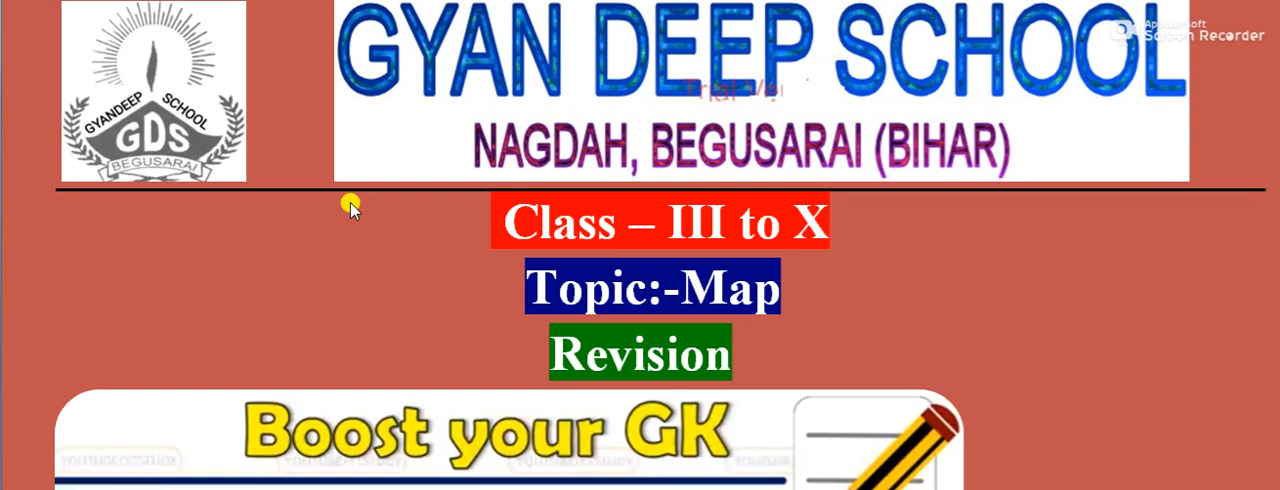 GYANDEEP SCHOOL
GDS
BEGUSARAI
GYAN DEEP SCHOOL
NAGDAH, BEGUSARAI (BIHAR)
Apowersoft
Screen Recorder
Class – III to X
Topic:-Map
Revision
Boost your GK